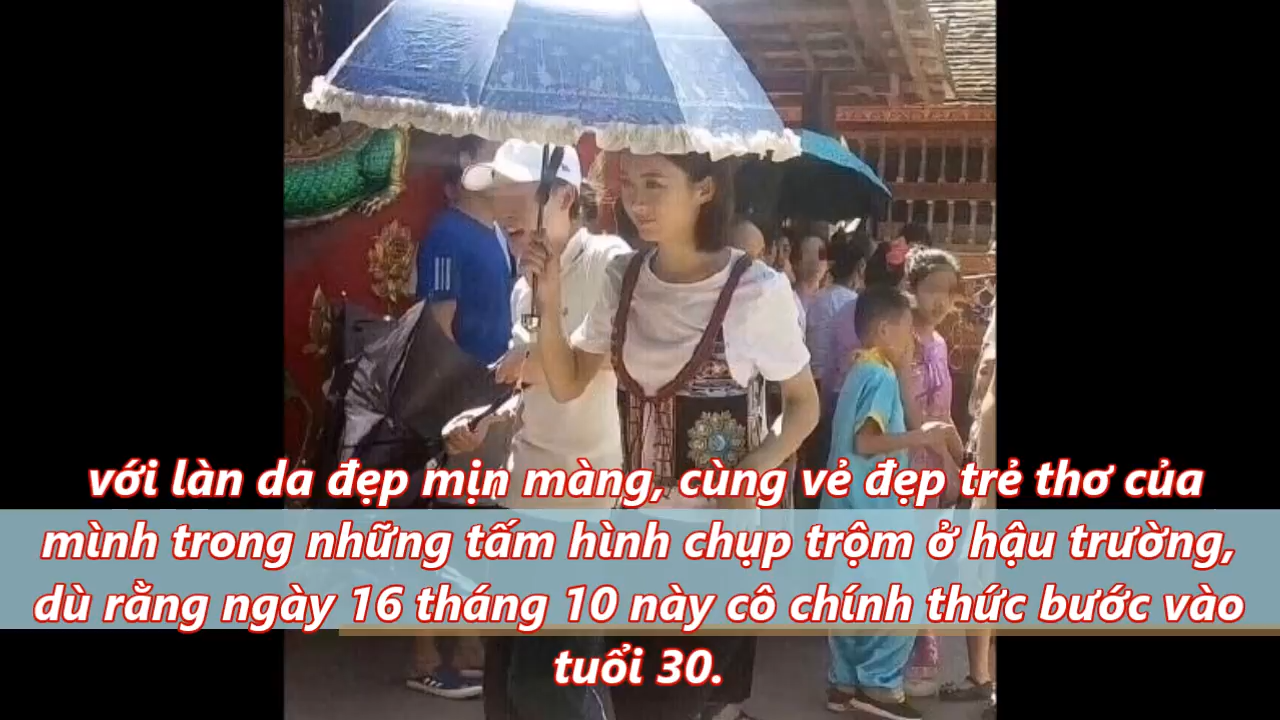 với làn da đẹp mịn màng, cùng vẻ đẹp trẻ thơ của
mình trong những tấm hình chụp trộm ở hậu trường,
dù rằng ngày 16 tháng 10 này cô chính thức bước vào
tuổi 30.